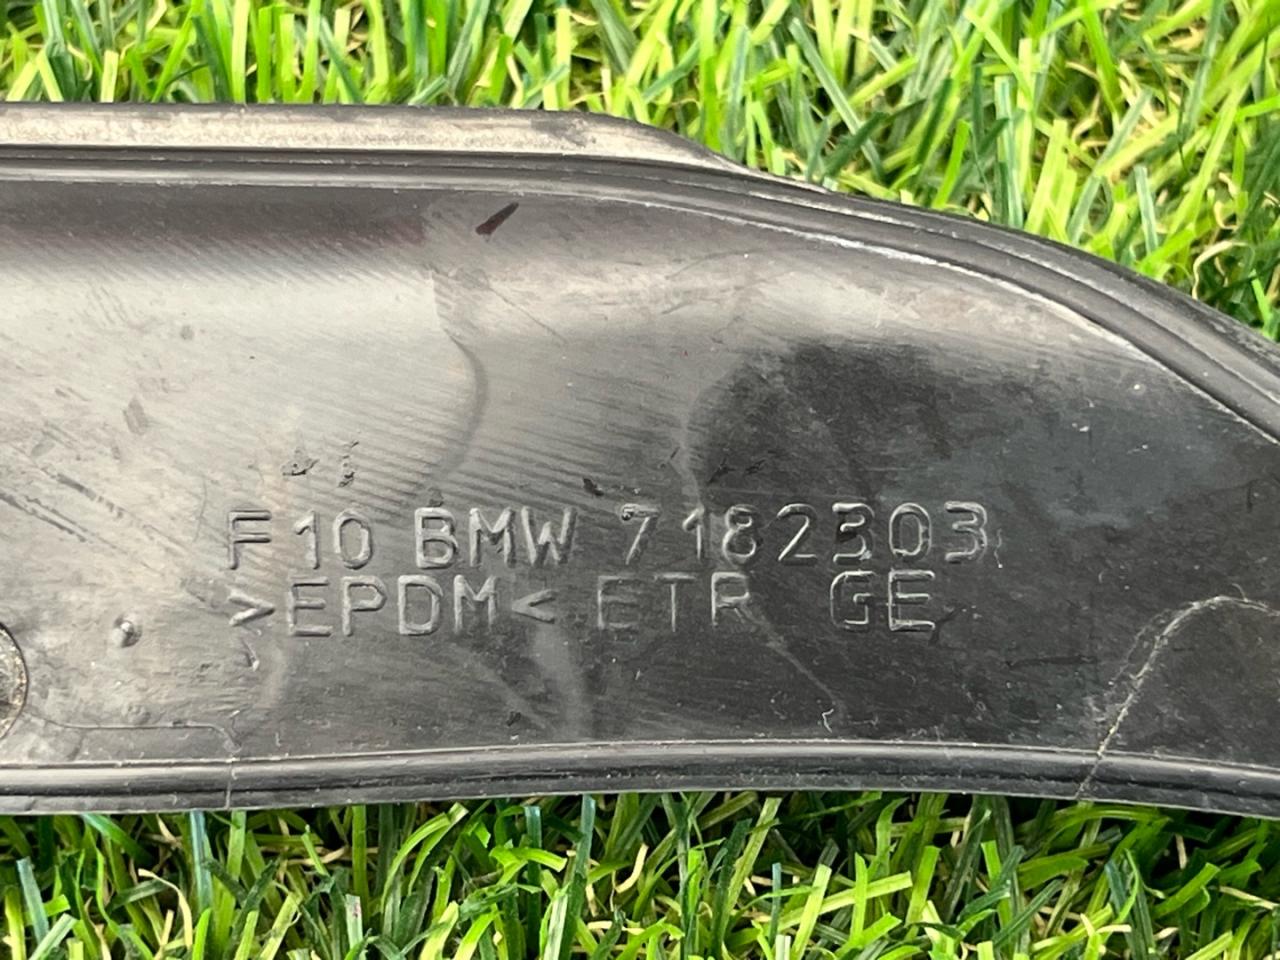 F10 BMW 7182303
>EPDM< ETR GE